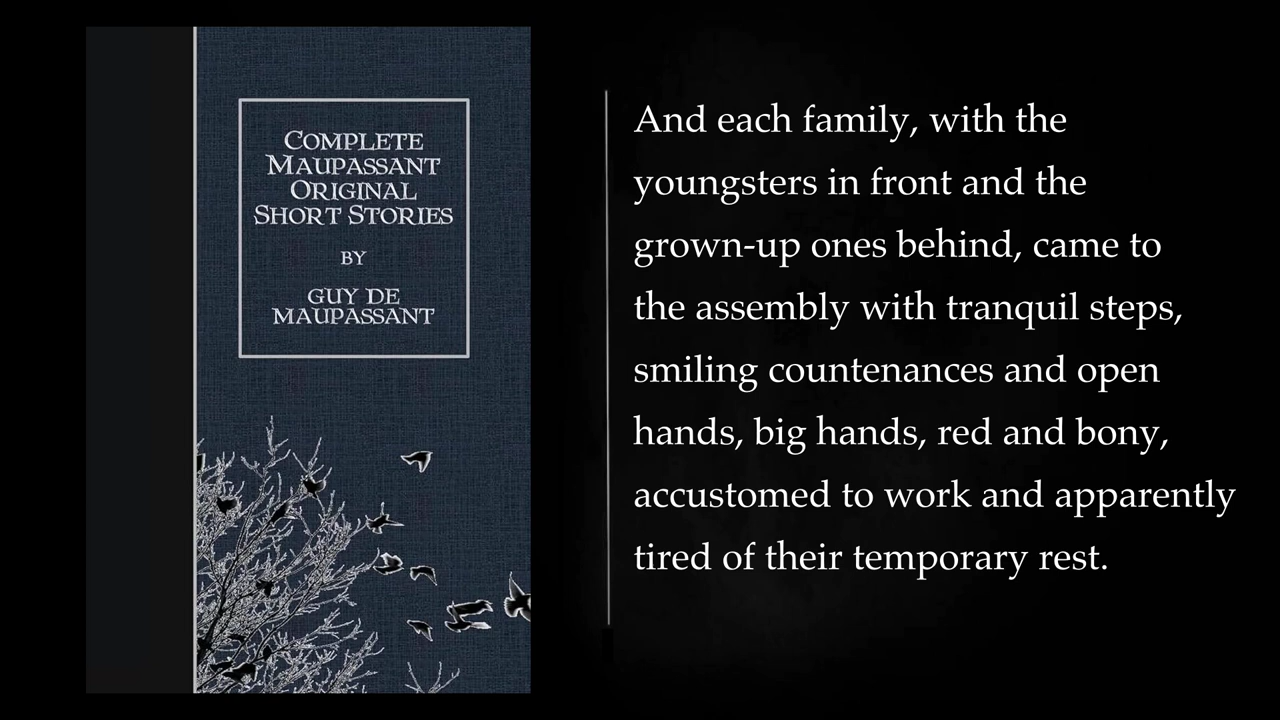 COMPLETE
MAUPASSANT
ORIGINAL
SHORT STORIES
BY
GUY DE
MAUPASSANT
And each family, with the
youngsters in front and the
grown-up ones behind, came to
the assembly with tranquil steps,
smiling countenances and open
hands, big hands, red and bony,
accustomed to work and apparently
tired of their temporary rest.